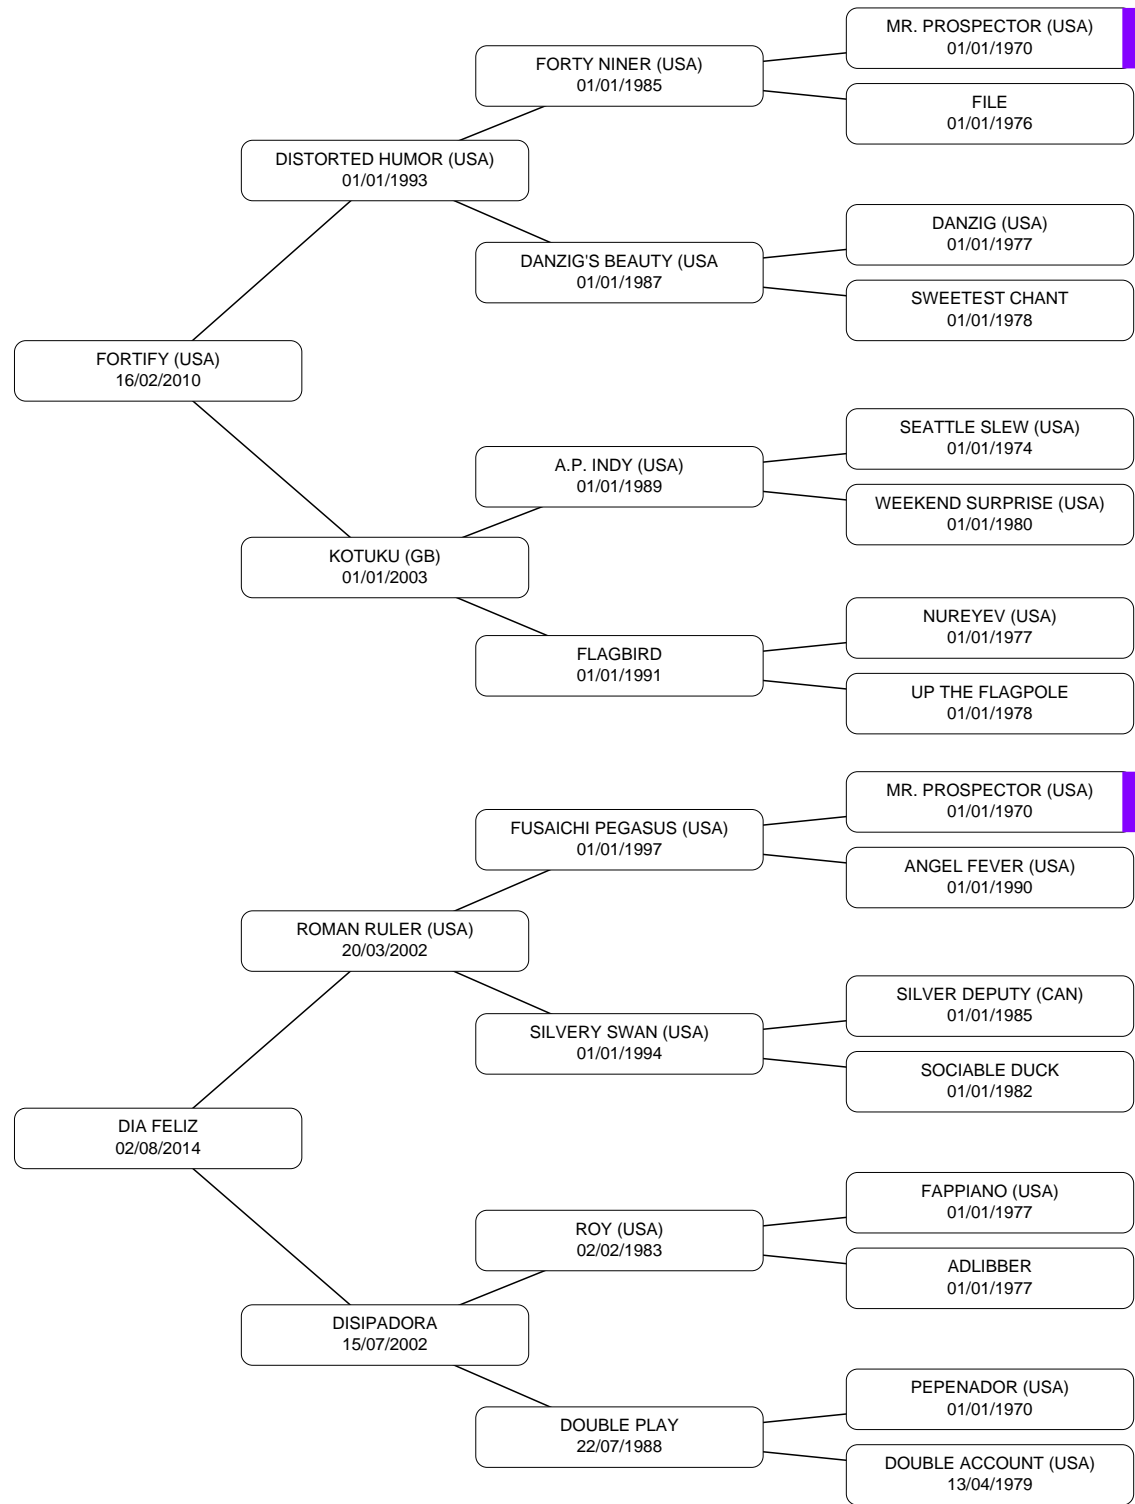 MR. PROSPECTOR (USA)
01/01/1970
FORTY NINER (USA)
01/01/1985
FILE
01/01/1976
DISTORTED HUMOR (USA)
01/01/1993
DANZIG (USA)
01/01/1977
DANZIG'S BEAUTY (USA
01/01/1987
SWEETEST CHANT
01/01/1978
FORTIFY (USA)
16/02/2010
SEATTLE SLEW (USA)
01/01/1974
A.P. INDY (USA)
01/01/1989
WEEKEND SURPRISE (USA)
01/01/1980
KOTUKU (GB)
01/01/2003
NUREYEV (USA)
01/01/1977
FLAGBIRD
01/01/1991
UP THE FLAGPOLE
01/01/1978
MR. PROSPECTOR (USA)
01/01/1970
FUSAICHI PEGASUS (USA)
01/01/1997
ANGEL FEVER (USA)
01/01/1990
ROMAN RULER (USA)
20/03/2002
SILVER DEPUTY (CAN)
01/01/1985
SILVERY SWAN (USA)
01/01/1994
SOCIABLE DUCK
01/01/1982
DIA FELIZ
02/08/2014
FAPPIANO (USA)
01/01/1977
ROY (USA)
02/02/1983
ADLIBBER
01/01/1977
DISIPADORA
15/07/2002
PEPENADOR (USA)
01/01/1970
DOUBLE PLAY
22/07/1988
DOUBLE ACCOUNT (USA)
13/04/1979